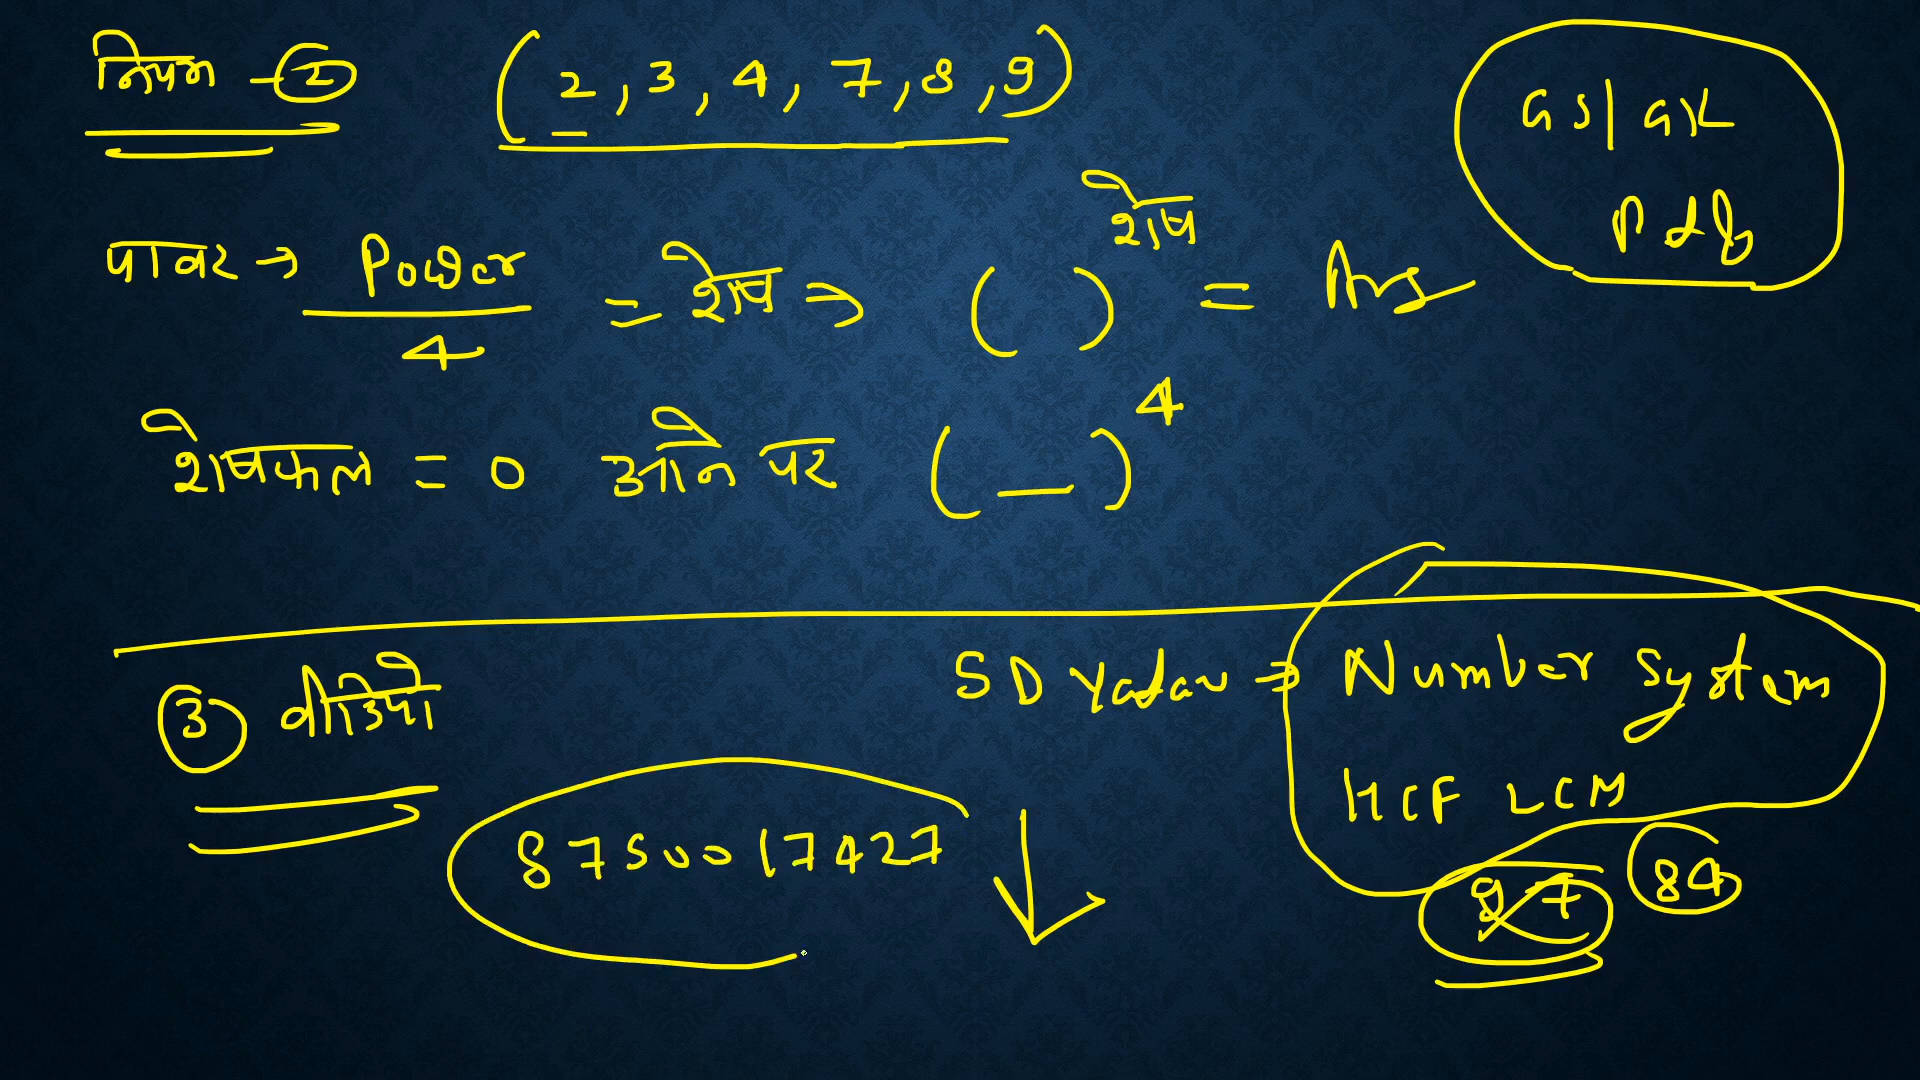 नियम - 2 (2, 3, 4, 7, 8, 9)
GS/GK
Pdf
पावर → Power / 4 = शेष ⇒ ( )^शेष = Ans
शेषफल = 0 आने पर ( _ )^4
3 वीडियो
SD Yadav ⇒ Number System
HCF LCM
8750017427
97 84